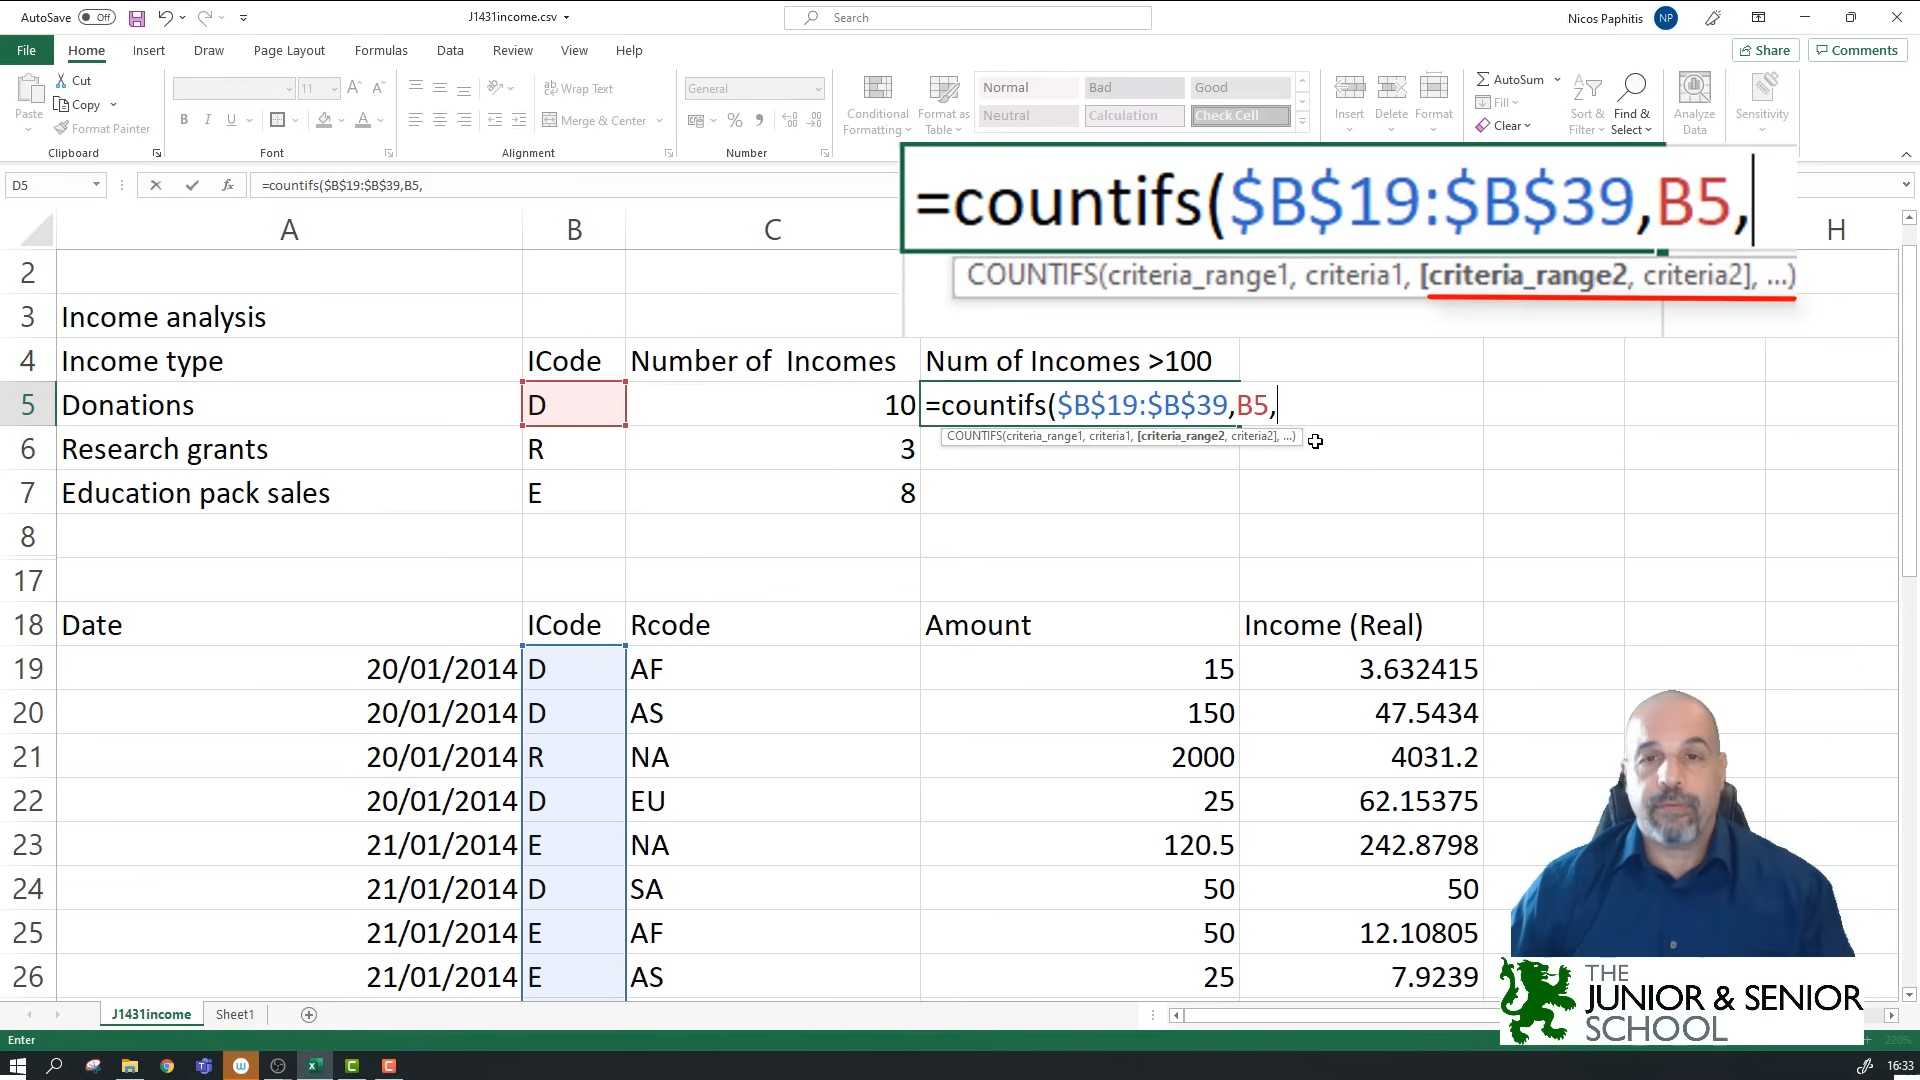 AutoSave Off J1431income.csv Search Nicos Paphitis NP
File Home Insert Draw Page Layout Formulas Data Review View Help Share Comments
Paste Cut Copy Format Painter
Clipboard
11 B I U
Font
Wrap Text
Merge & Center
Alignment
General
%
Number
Conditional Formatting
Format as Table
Normal Bad Good
Neutral Calculation Check Cell
Insert Delete Format
AutoSum
Fill
Clear
Sort Filter
Find & Select
Analyze Data
Sensitivity
D5 fx =countifs($B$19:$B$39,B5,
=countifs($B$19:$B$39,B5,
COUNTIFS(criteria_range1, criteria1, [criteria_range2, criteria2], ...)
A B C H
2
3 Income analysis
4 Income type ICode Number of Incomes Num of Incomes >100
5 Donations D 10 =countifs($B$19:$B$39,B5,
COUNTIFS(criteria_range1, criteria1, [criteria_range2, criteria2], ...)
6 Research grants R 3
7 Education pack sales E 8
8
17
18 Date ICode Rcode Amount Income (Real)
19 20/01/2014 D AF 15 3.632415
20 20/01/2014 D AS 150 47.5434
21 20/01/2014 R NA 2000 4031.2
22 20/01/2014 D EU 25 62.15375
23 21/01/2014 E NA 120.5 242.8798
24 21/01/2014 D SA 50 50
25 21/01/2014 E AF 50 12.10805
26 21/01/2014 E AS 25 7.9239
THE
JUNIOR & SENIOR
SCHOOL
J1431income Sheet1
Enter 220%
16:33